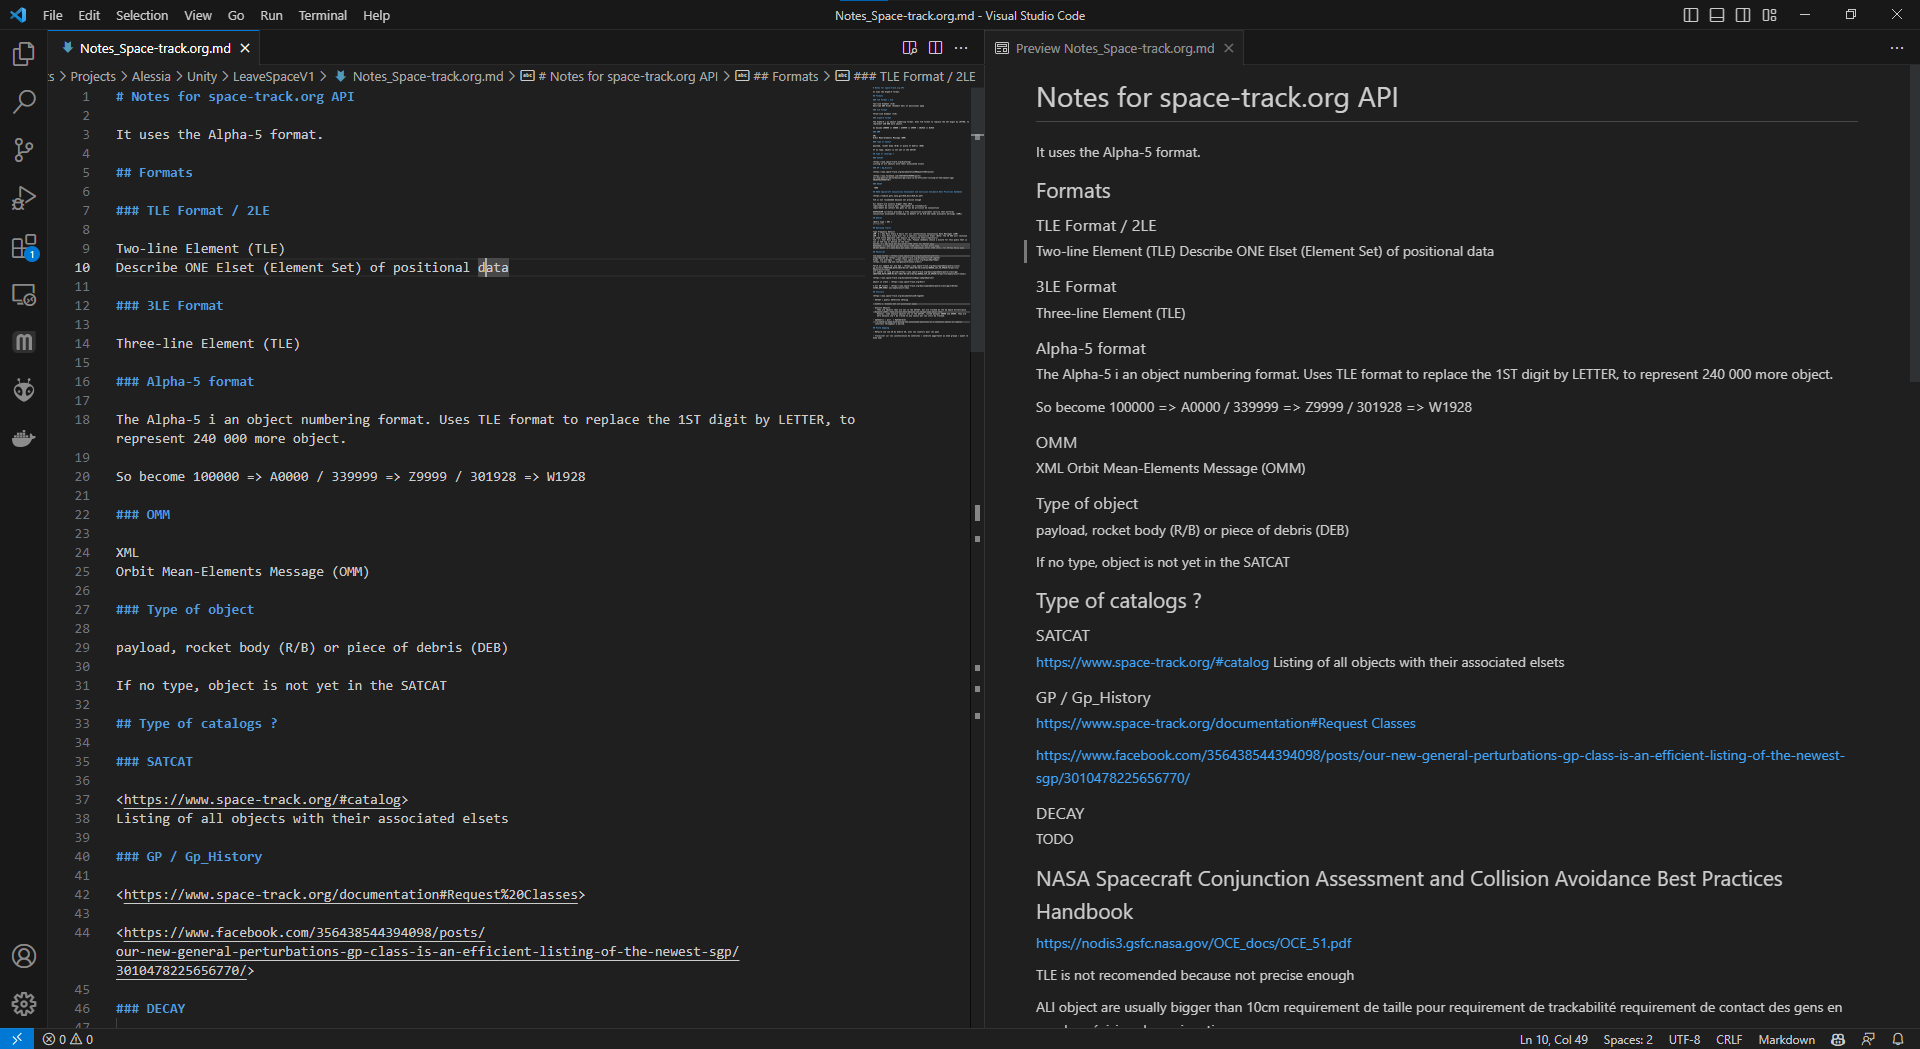 File Edit Selection View Go Run Terminal Help
Notes_Space-track.org.md - Visual Studio Code
Notes_Space-track.org.md
Projects > Alessia > Unity > LeaveSpaceV1 > Notes_Space-track.org.md > # Notes for space-track.org API > ## Formats > ### TLE Format / 2LE
1 # Notes for space-track.org API
2
3 It uses the Alpha-5 format.
4
5 ## Formats
6
7 ### TLE Format / 2LE
8
9 Two-line Element (TLE)
10 Describe ONE Elset (Element Set) of positional data
11
12 ### 3LE Format
13
14 Three-line Element (TLE)
15
16 ### Alpha-5 format
17
18 The Alpha-5 i an object numbering format. Uses TLE format to replace the 1ST digit by LETTER, to
represent 240 000 more object.
19
20 So become 100000 => A0000 / 339999 => Z9999 / 301928 => W1928
21
22 ### OMM
23
24 XML
25 Orbit Mean-Elements Message (OMM)
26
27 ### Type of object
28
29 payload, rocket body (R/B) or piece of debris (DEB)
30
31 If no type, object is not yet in the SATCAT
32
33 ## Type of catalogs ?
34
35 ### SATCAT
36
37 <https://www.space-track.org/#catalog>
38 Listing of all objects with their associated elsets
39
40 ### GP / Gp_History
41
42 <https://www.space-track.org/documentation#Request%20Classes>
43
44 <https://www.facebook.com/356438544394098/posts/
our-new-general-perturbations-gp-class-is-an-efficient-listing-of-the-newest-sgp/
3010478225656770/>
45
46 ### DECAY
47
Preview Notes_Space-track.org.md
Notes for space-track.org API
It uses the Alpha-5 format.
Formats
TLE Format / 2LE
Two-line Element (TLE) Describe ONE Elset (Element Set) of positional data
3LE Format
Three-line Element (TLE)
Alpha-5 format
The Alpha-5 i an object numbering format. Uses TLE format to replace the 1ST digit by LETTER, to represent 240 000 more object.
So become 100000 => A0000 / 339999 => Z9999 / 301928 => W1928
OMM
XML Orbit Mean-Elements Message (OMM)
Type of object
payload, rocket body (R/B) or piece of debris (DEB)
If no type, object is not yet in the SATCAT
Type of catalogs ?
SATCAT
https://www.space-track.org/#catalog Listing of all objects with their associated elsets
GP / Gp_History
https://www.space-track.org/documentation#Request Classes
https://www.facebook.com/356438544394098/posts/our-new-general-perturbations-gp-class-is-an-efficient-listing-of-the-newest-
sgp/3010478225656770/
DECAY
TODO
NASA Spacecraft Conjunction Assessment and Collision Avoidance Best Practices
Handbook
https://nodis3.gsfc.nasa.gov/OCE_docs/OCE_51.pdf
TLE is not recomended because not precise enough
ALl object are usually bigger than 10cm requirement de taille pour requirement de trackabilité requirement de contact des gens en
1
0 0
Ln 10, Col 49 Spaces: 2 UTF-8 CRLF Markdown